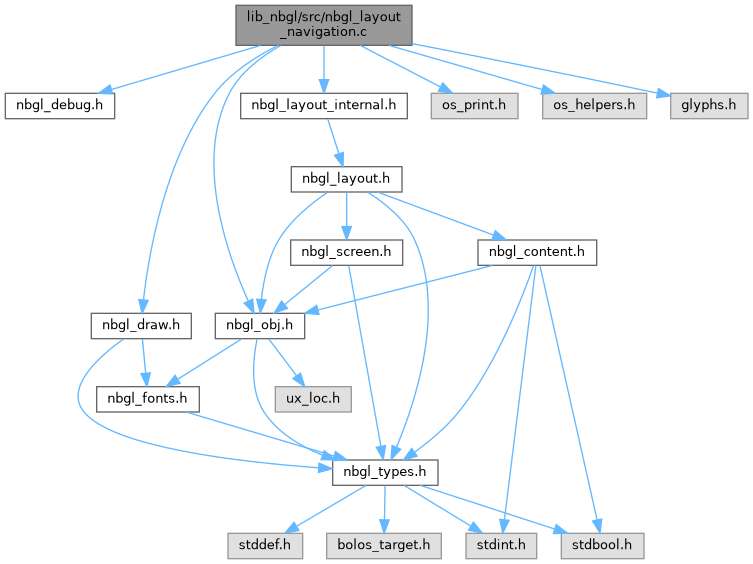 lib_nbgl/src/nbgl_layout
_navigation.c
nbgl_debug.h
nbgl_layout_internal.h
os_print.h
os_helpers.h
glyphs.h
nbgl_layout.h
nbgl_screen.h
nbgl_content.h
nbgl_draw.h
nbgl_obj.h
nbgl_fonts.h
ux_loc.h
nbgl_types.h
stddef.h
bolos_target.h
stdint.h
stdbool.h